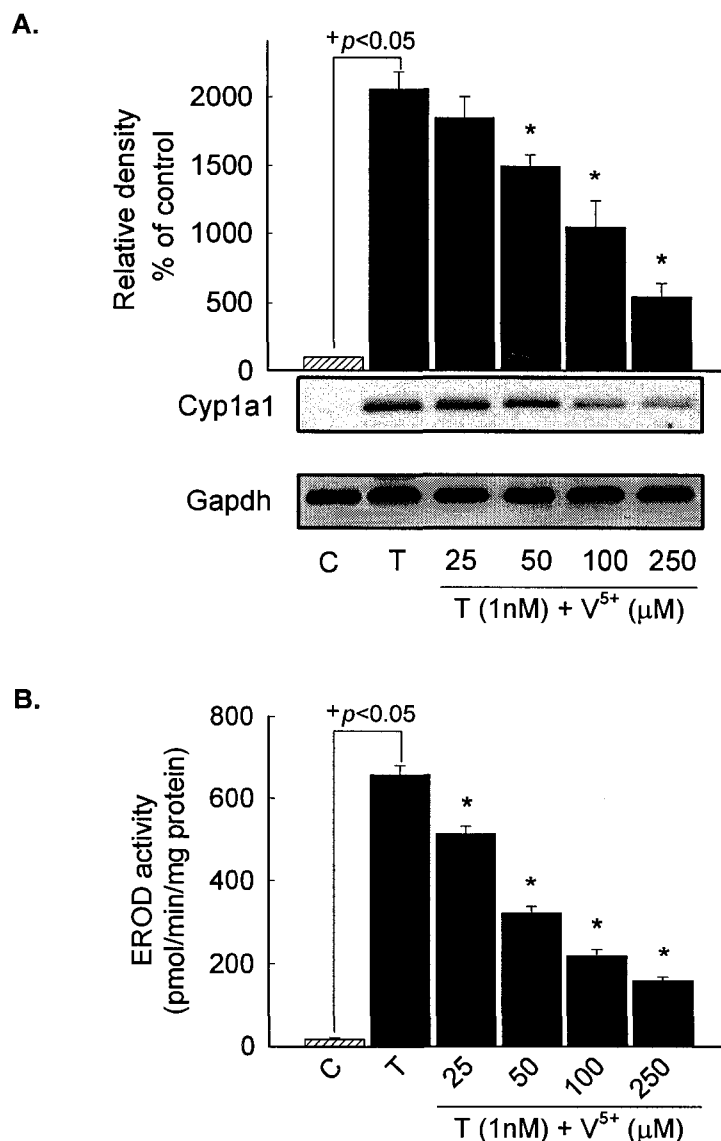 A.
+p<0.05
2000
1500
1000
500
0
Relative density
% of control
*
*
*
Cyp1a1
Gapdh
C T 25 50 100 250
T (1nM) + V⁵⁺ (μM)
B.
+p<0.05
800
600
400
200
0
EROD activity
(pmol/min/mg protein)
*
*
*
*
C T 25 50 100 250
T (1nM) + V⁵⁺ (μM)